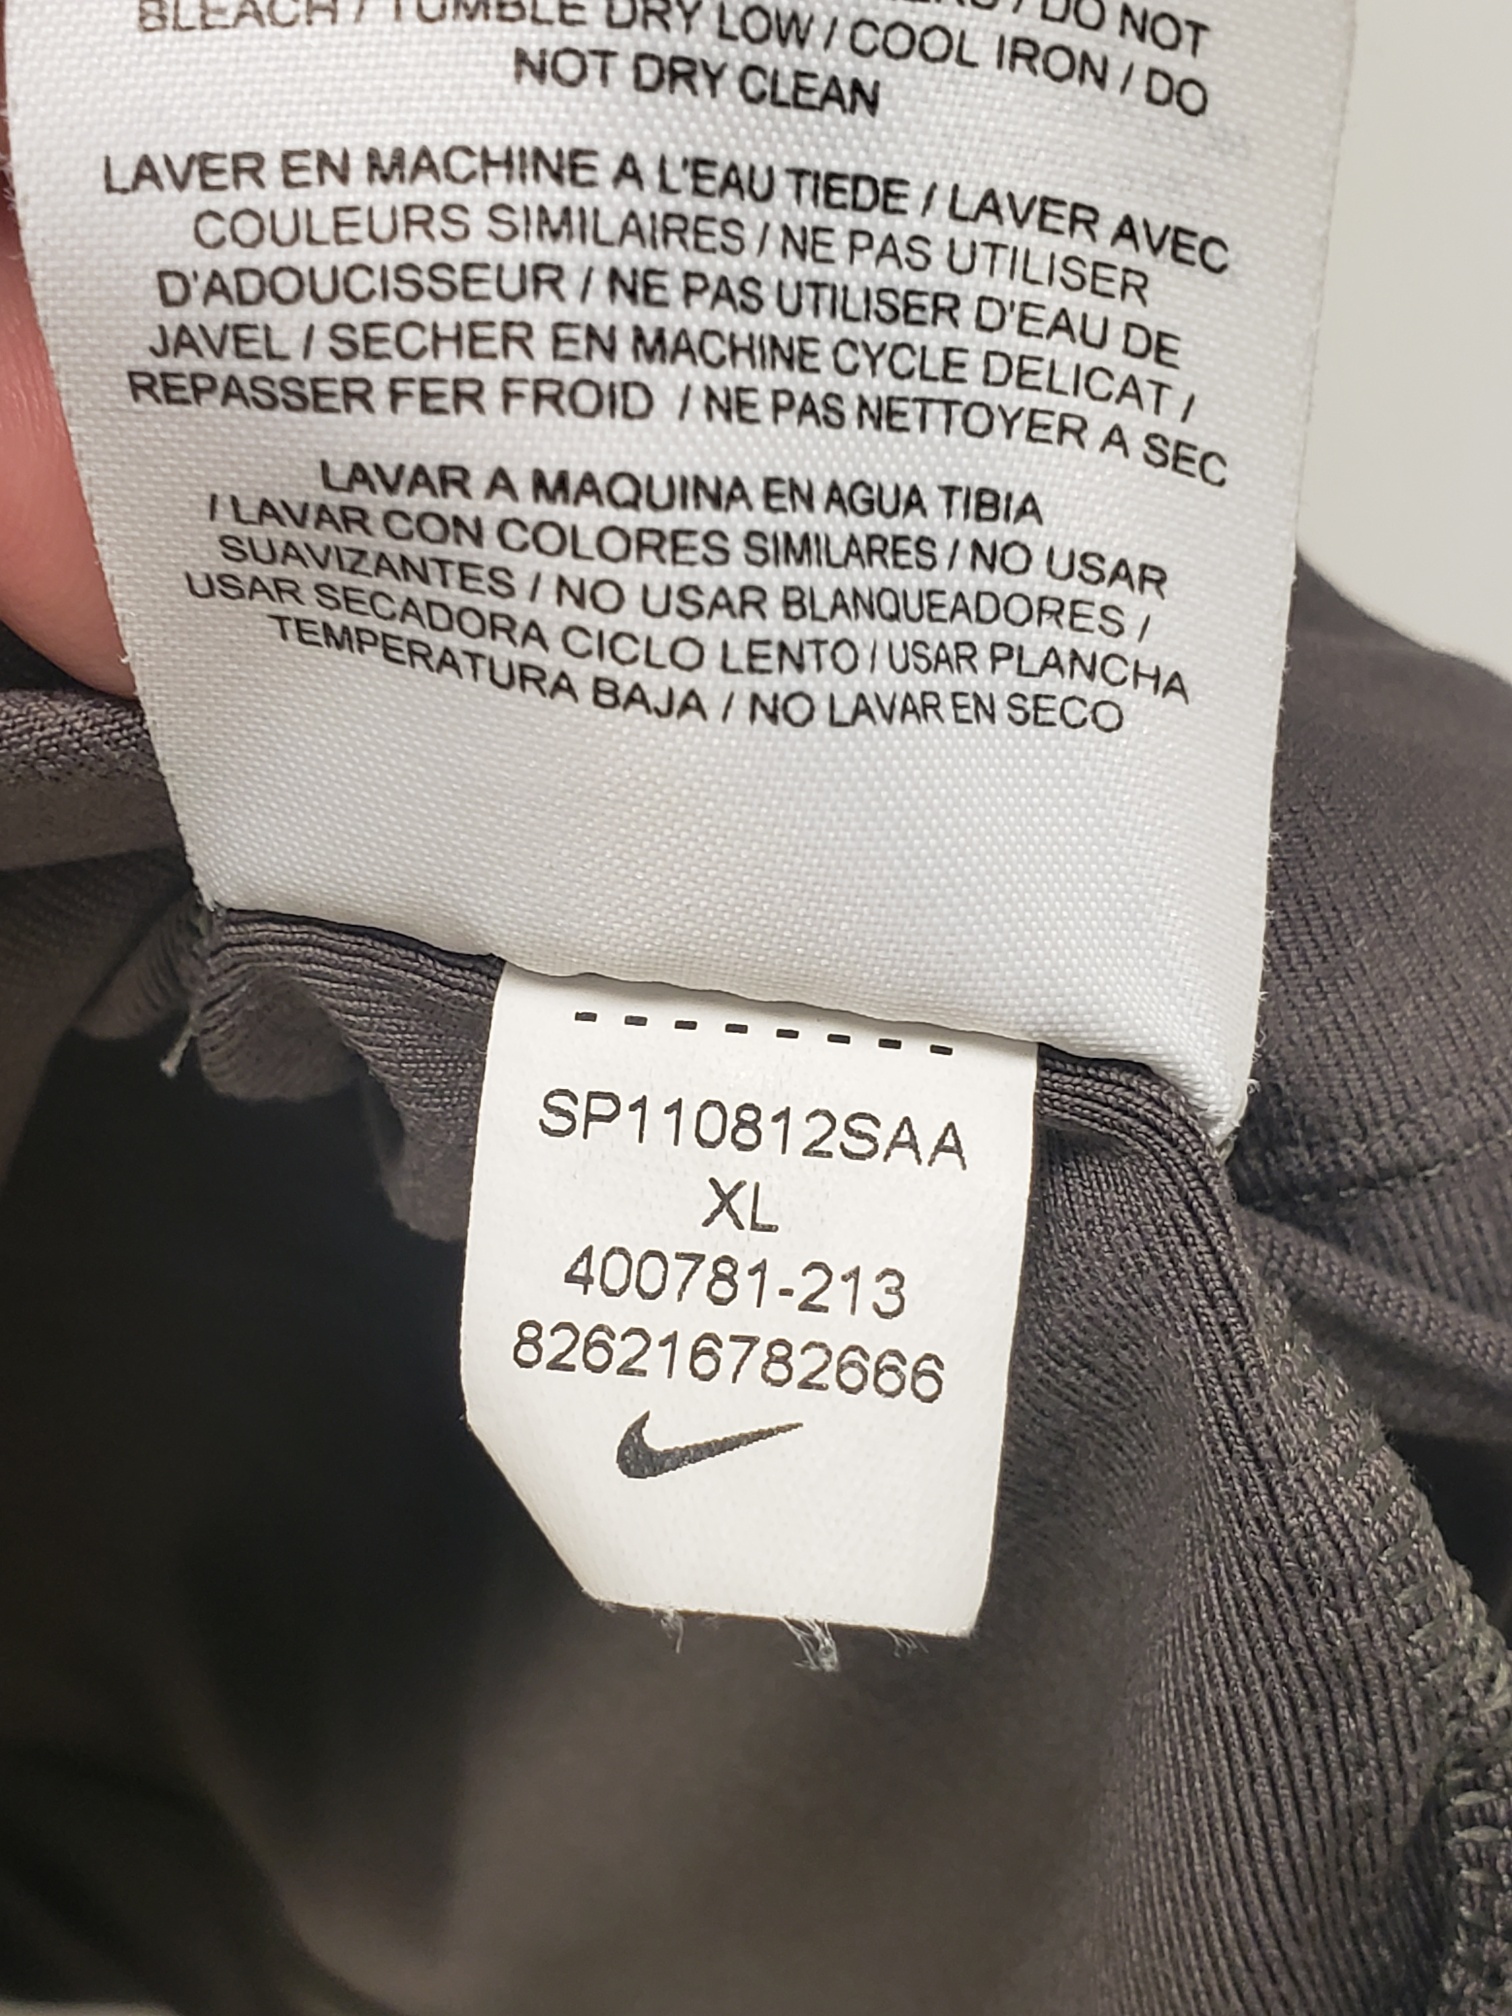 / DO NOT
BLEACH / TUMBLE DRY LOW / COOL IRON / DO
NOT DRY CLEAN
LAVER EN MACHINE A L'EAU TIEDE / LAVER AVEC
COULEURS SIMILAIRES / NE PAS UTILISER
D'ADOUCISSEUR / NE PAS UTILISER D'EAU DE
JAVEL / SECHER EN MACHINE CYCLE DELICAT /
REPASSER FER FROID / NE PAS NETTOYER A SEC
LAVAR A MAQUINA EN AGUA TIBIA
/ LAVAR CON COLORES SIMILARES / NO USAR
SUAVIZANTES / NO USAR BLANQUEADORES /
USAR SECADORA CICLO LENTO / USAR PLANCHA
TEMPERATURA BAJA / NO LAVAR EN SECO
SP110812SAA
XL
400781-213
826216782666